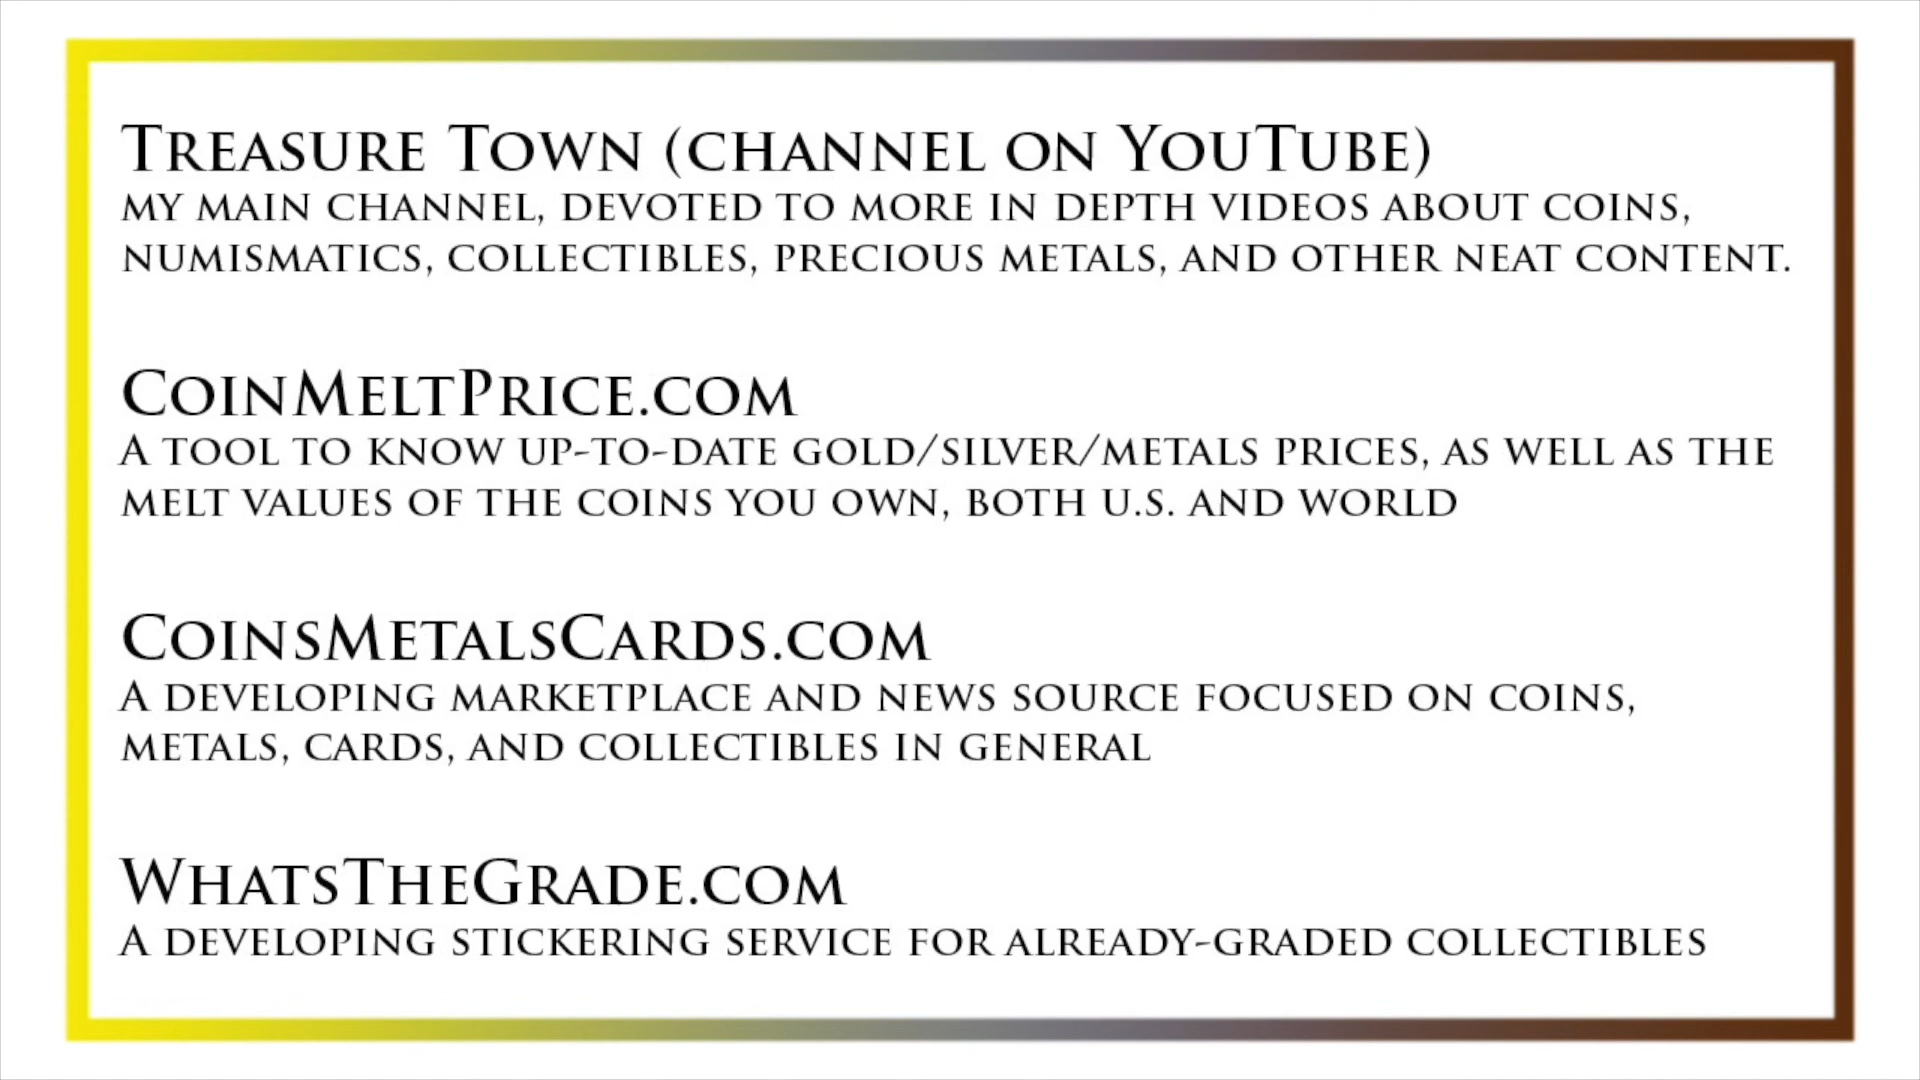 Treasure Town (channel on YouTube)
my main channel, devoted to more in depth videos about coins,
numismatics, collectibles, precious metals, and other neat content.
CoinMeltPrice.com
A tool to know up-to-date gold/silver/metals prices, as well as the
melt values of the coins you own, both U.S. and world
CoinsMetalsCards.com
A developing marketplace and news source focused on coins,
metals, cards, and collectibles in general
WhatsTheGrade.com
A developing stickering service for already-graded collectibles